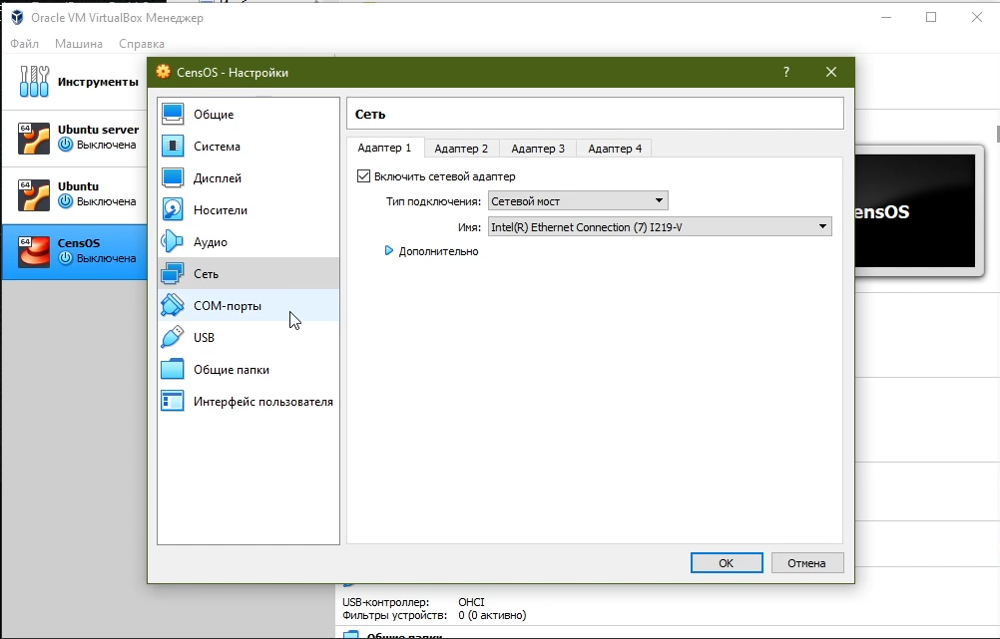 Oracle VM VirtualBox Менеджер
Файл Машина Справка
Инструменты
64
Ubuntu server
Выключена
64
Ubuntu
Выключена
64
CensOS
Выключена
CensOS - Настройки
?
Общие
Система
Дисплей
Носители
Аудио
Сеть
COM-порты
USB
Общие папки
Интерфейс пользователя
Сеть
Адаптер 1 Адаптер 2 Адаптер 3 Адаптер 4
Включить сетевой адаптер
Тип подключения: Сетевой мост
Имя: Intel(R) Ethernet Connection (7) I219-V
Дополнительно
OK Отмена
ensOS
USB-контроллер: OHCI
Фильтры устройств: 0 (0 активно)
Общие папки